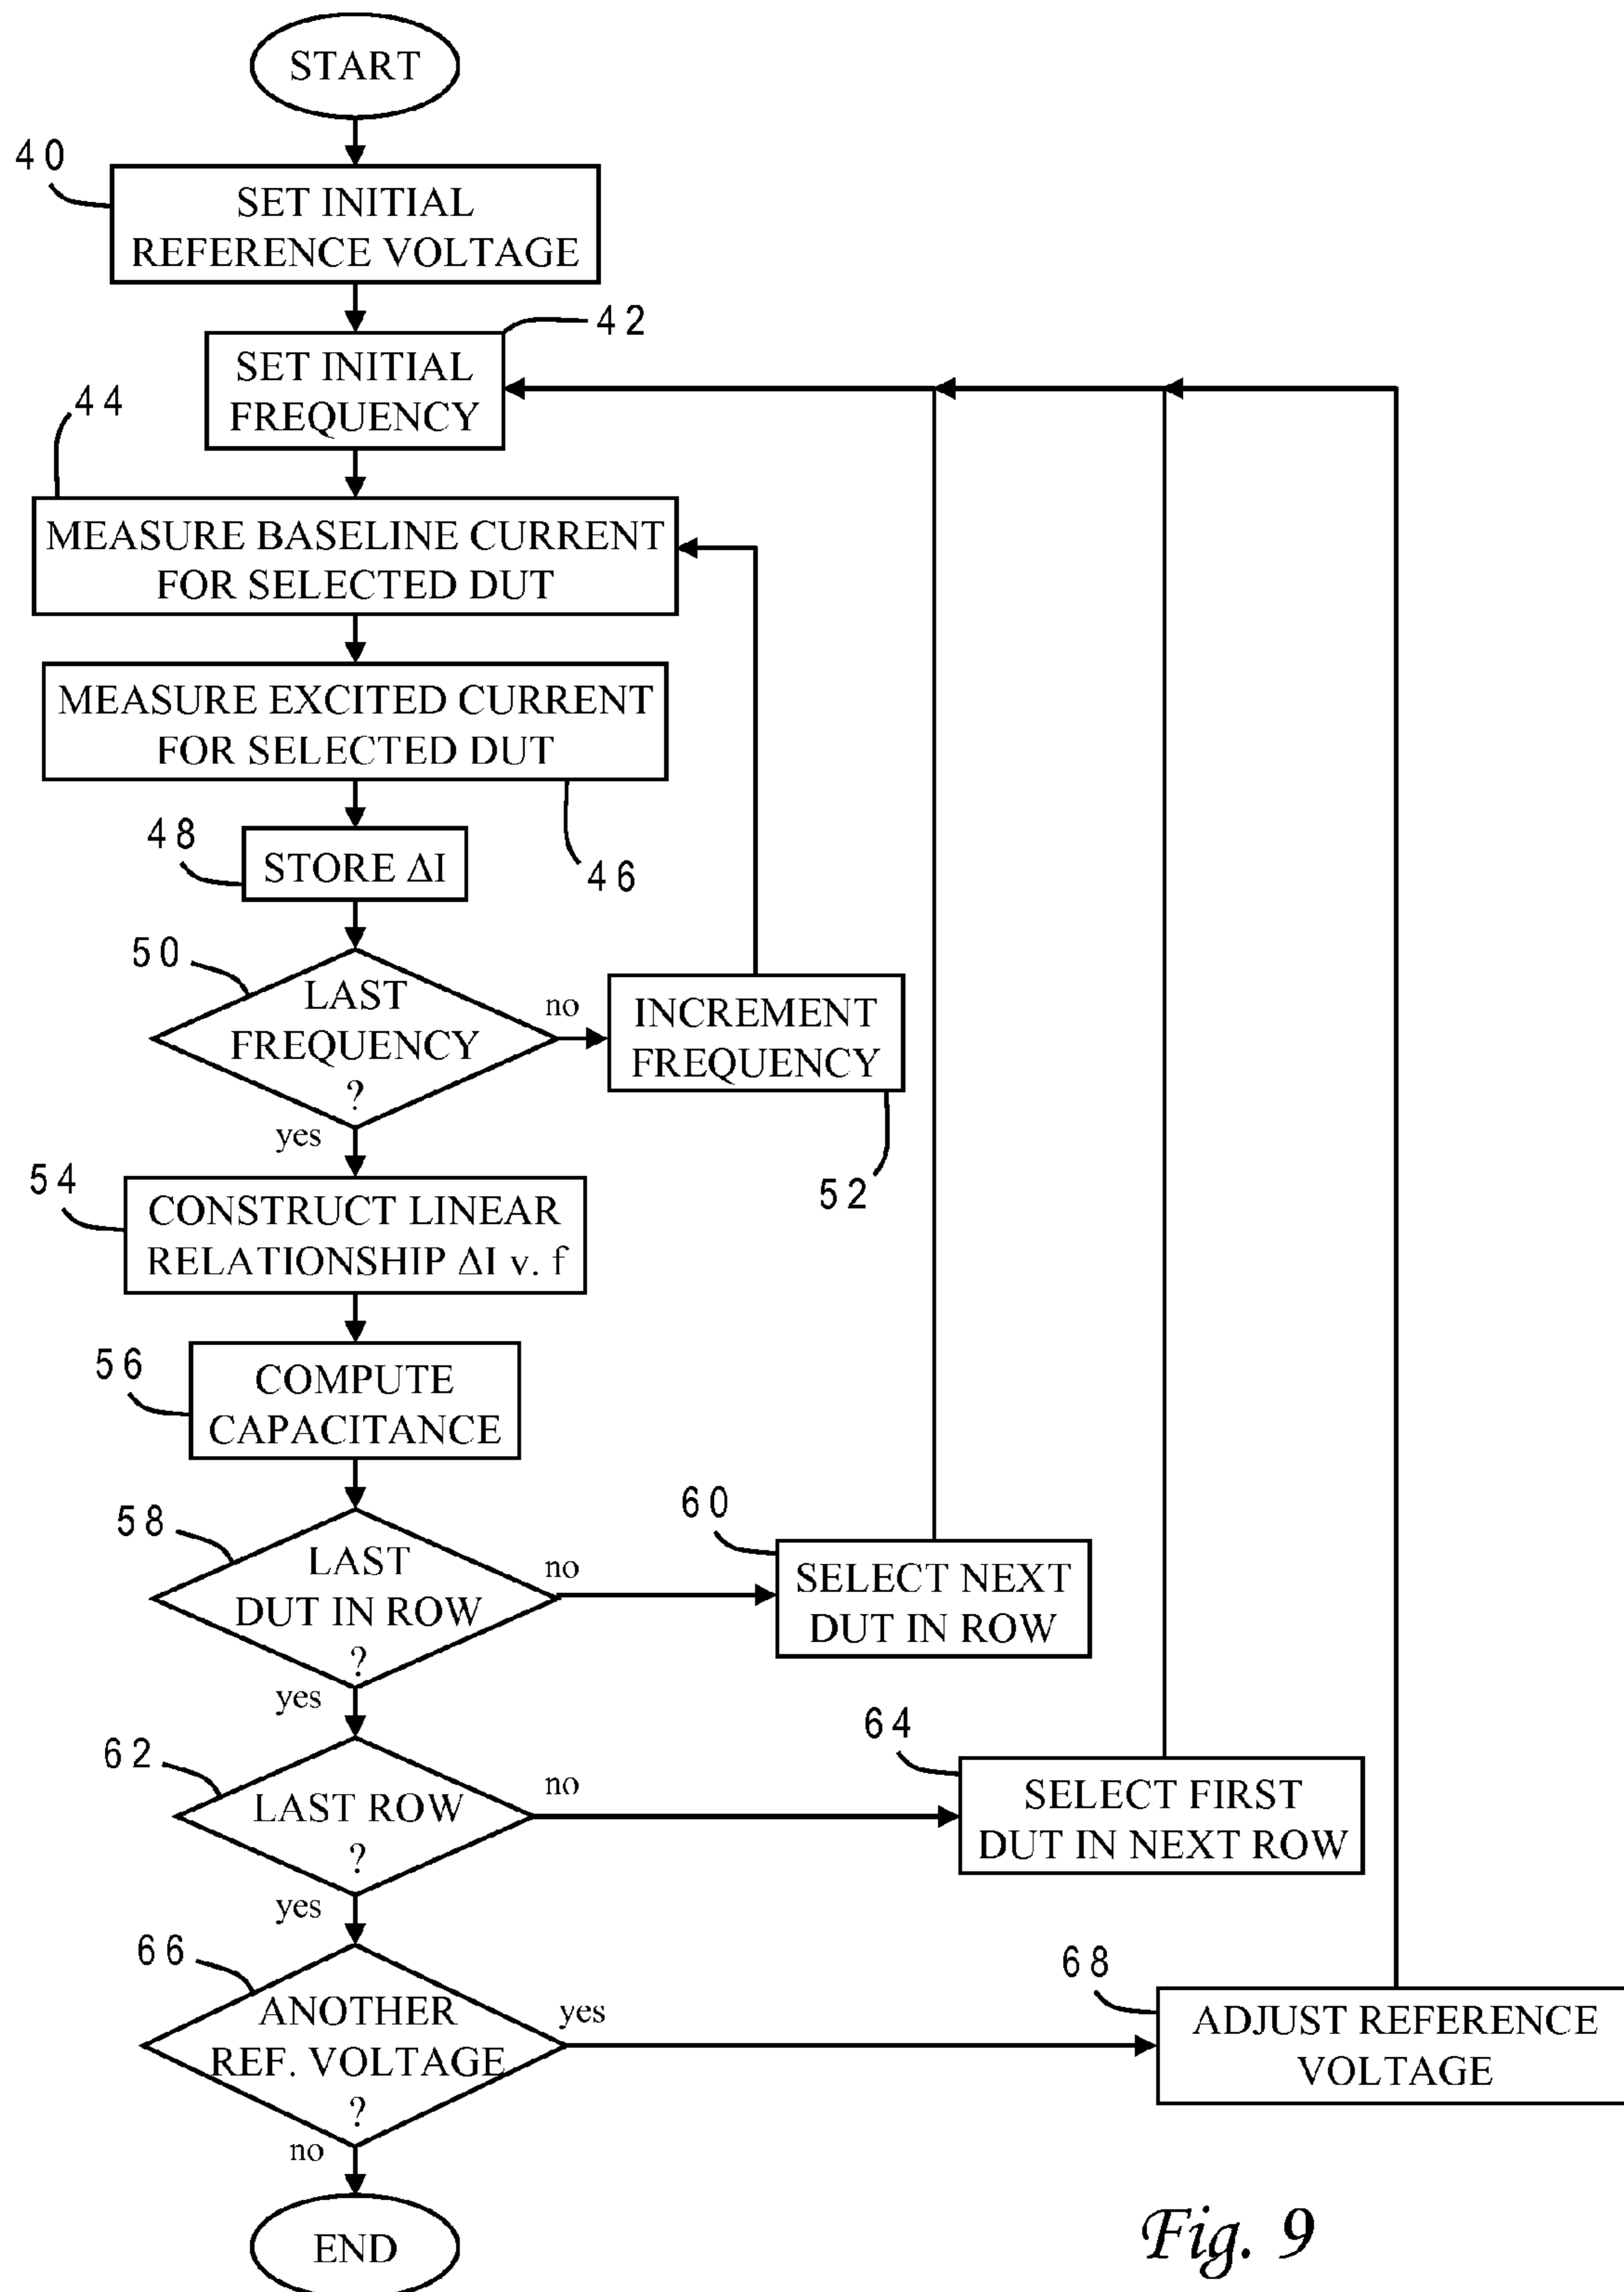 START
40
SET INITIAL
REFERENCE VOLTAGE
42
SET INITIAL
FREQUENCY
44
MEASURE BASELINE CURRENT
FOR SELECTED DUT
MEASURE EXCITED CURRENT
FOR SELECTED DUT
46
48
STORE ΔI
50
LAST
FREQUENCY
?
no
yes
INCREMENT
FREQUENCY
52
54
CONSTRUCT LINEAR
RELATIONSHIP ΔI v. f
56
COMPUTE
CAPACITANCE
58
LAST
DUT IN ROW
?
no
yes
60
SELECT NEXT
DUT IN ROW
62
LAST ROW
?
no
yes
64
SELECT FIRST
DUT IN NEXT ROW
66
ANOTHER
REF. VOLTAGE
?
yes
no
68
ADJUST REFERENCE
VOLTAGE
END
Fig. 9